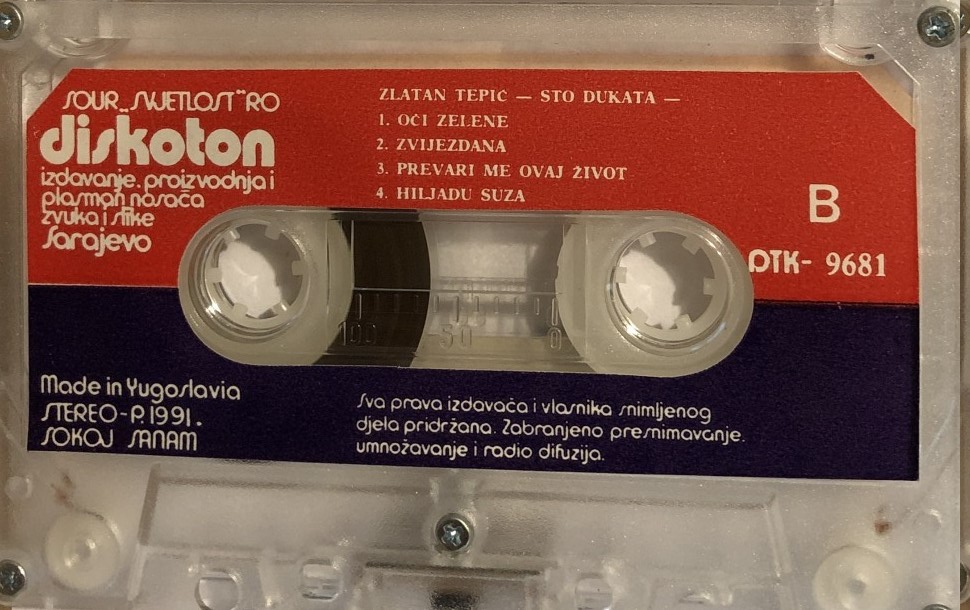 SOUR „SVJETLOST” RO
diskoton
izdavanje, proizvodnja i
plasman nosača
zvuka i slike
Sarajevo
ZLATAN TEPIĆ — STO DUKATA —
1. OČI ZELENE
2. ZVIJEZDANA
3. PREVARI ME OVAJ ŽIVOT
4. HILJADU SUZA
B
DTK- 9681
100 50 0
Made in Yugoslavia
STEREO-P. 1991.
SOKOJ SANAM
Sva prava izdavača i vlasnika snimljenog
djela pridržana. Zabranjeno presnimavanje.
umnožavanje i radio difuzija.